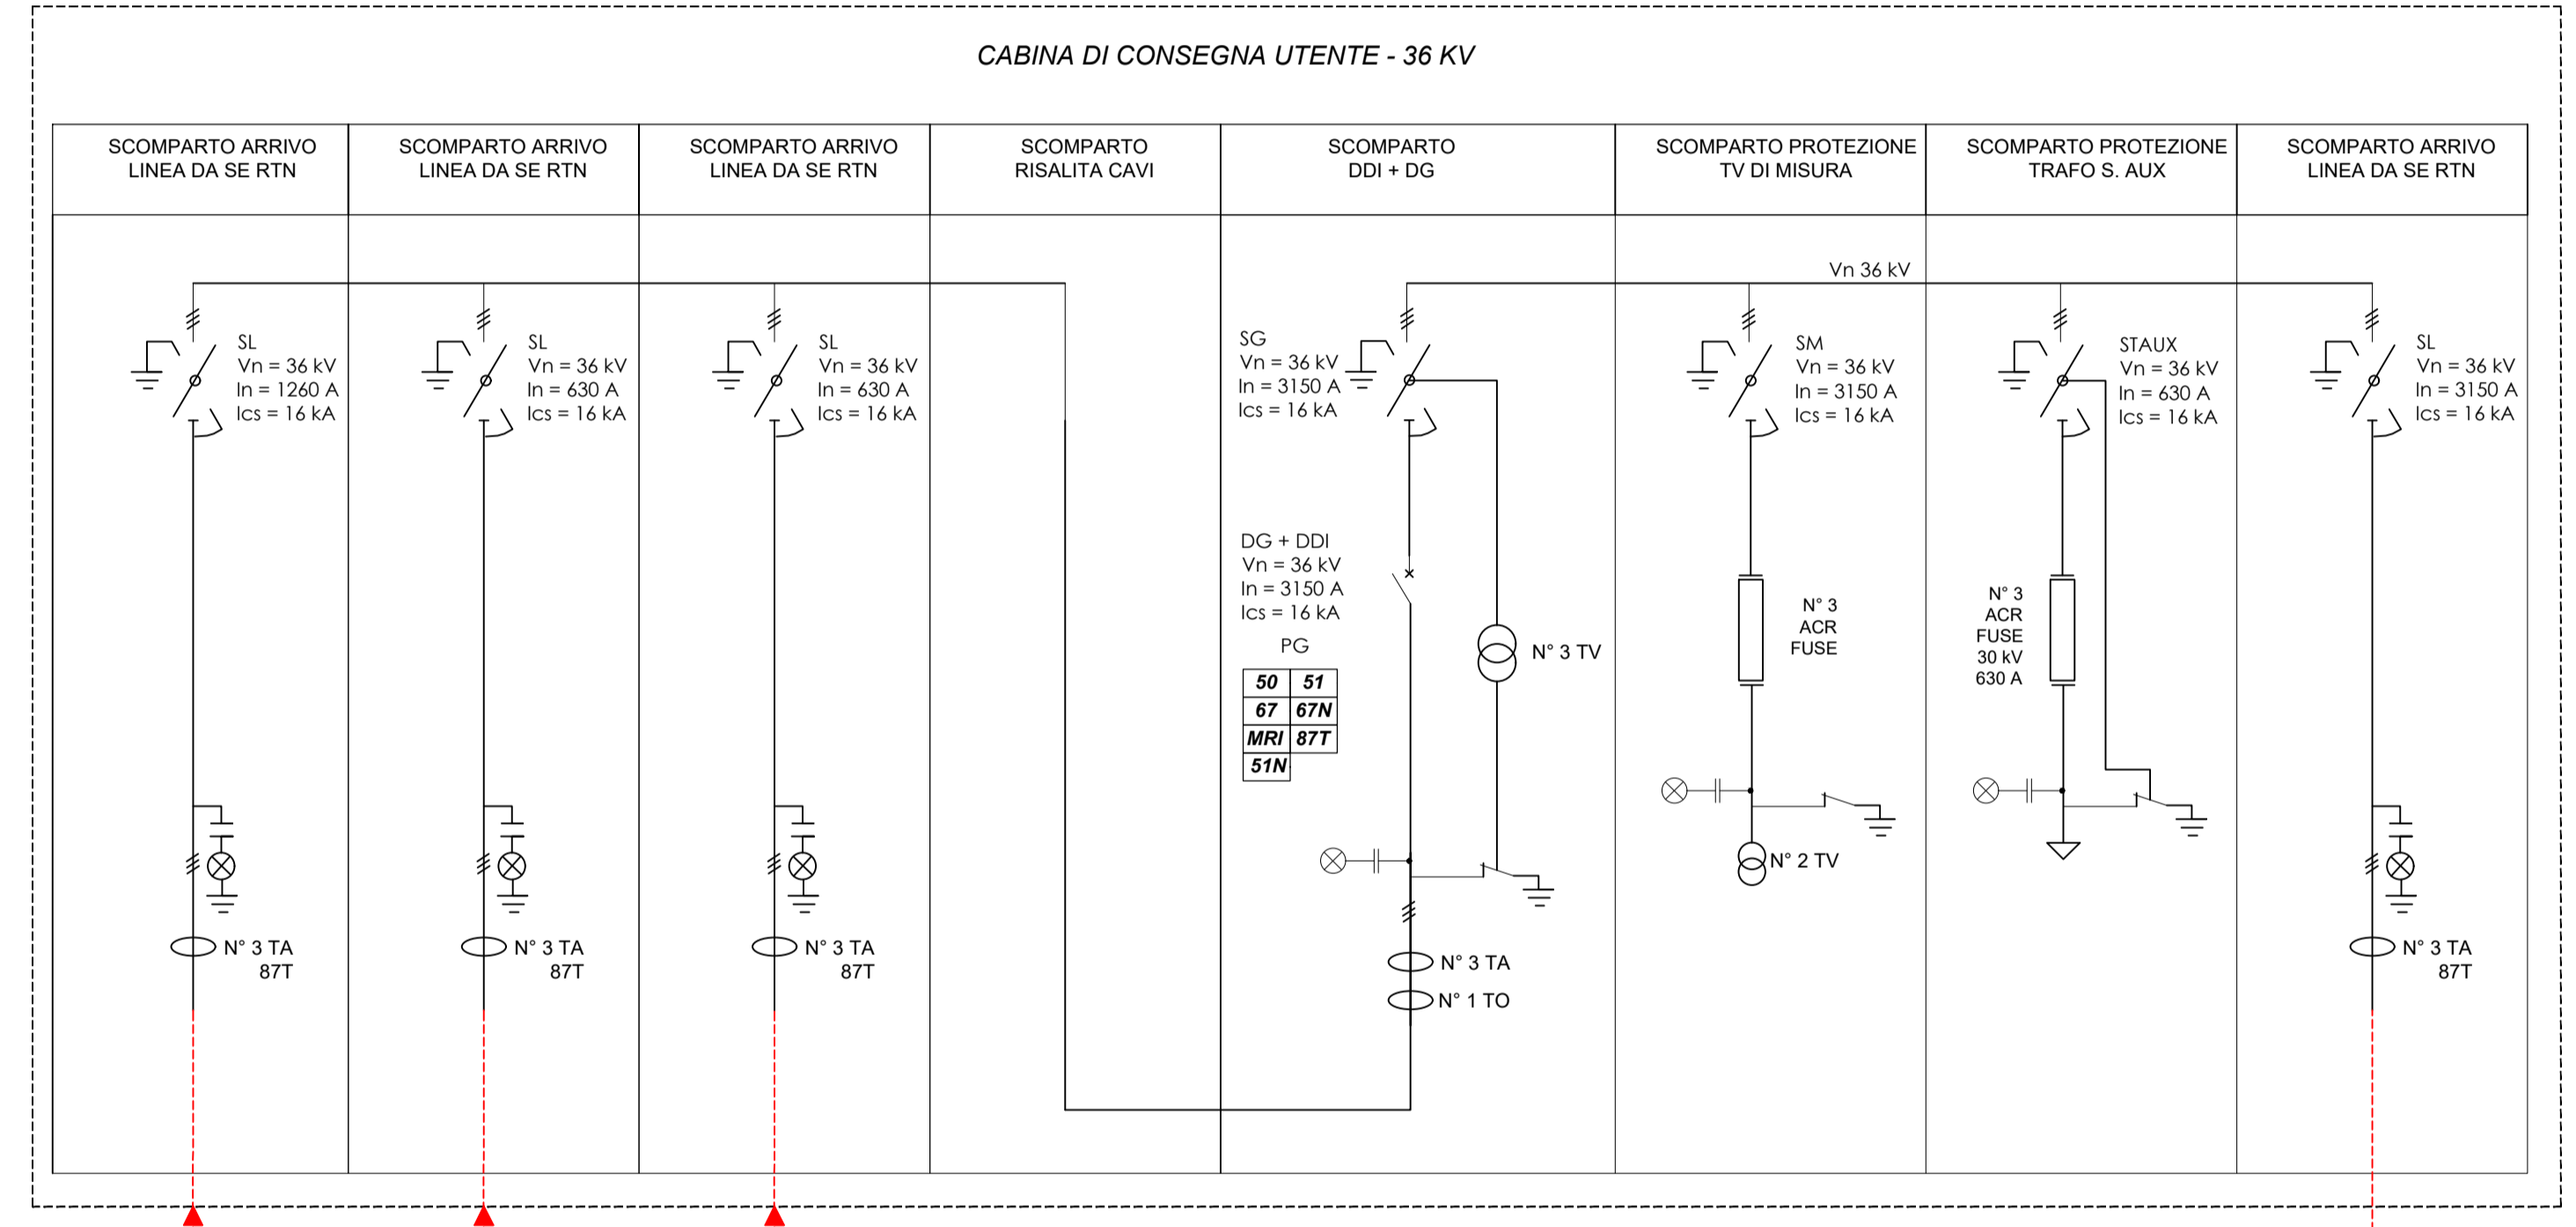 CABINA DI CONSEGNA UTENTE - 36 KV
SCOMPARTO ARRIVO
LINEA DA SE RTN
SCOMPARTO ARRIVO
LINEA DA SE RTN
SCOMPARTO ARRIVO
LINEA DA SE RTN
SCOMPARTO
RISALITA CAVI
SCOMPARTO
DDI + DG
SCOMPARTO PROTEZIONE
TV DI MISURA
SCOMPARTO PROTEZIONE
TRAFO S. AUX
SCOMPARTO ARRIVO
LINEA DA SE RTN
Vn 36 kV
SL
Vn = 36 kV
In = 1260 A
Ics = 16 kA
N° 3 TA
87T
SL
Vn = 36 kV
In = 630 A
Ics = 16 kA
N° 3 TA
87T
SL
Vn = 36 kV
In = 630 A
Ics = 16 kA
N° 3 TA
87T
SG
Vn = 36 kV
In = 3150 A
Ics = 16 kA
DG + DDI
Vn = 36 kV
In = 3150 A
Ics = 16 kA
PG
50 51
67 67N
MRI 87T
51N
N° 3 TV
N° 3 TA
N° 1 TO
SM
Vn = 36 kV
In = 3150 A
Ics = 16 kA
N° 3
ACR
FUSE
N° 2 TV
STAUX
Vn = 36 kV
In = 630 A
Ics = 16 kA
N° 3
ACR
FUSE
30 kV
630 A
SL
Vn = 36 kV
In = 3150 A
Ics = 16 kA
N° 3 TA
87T